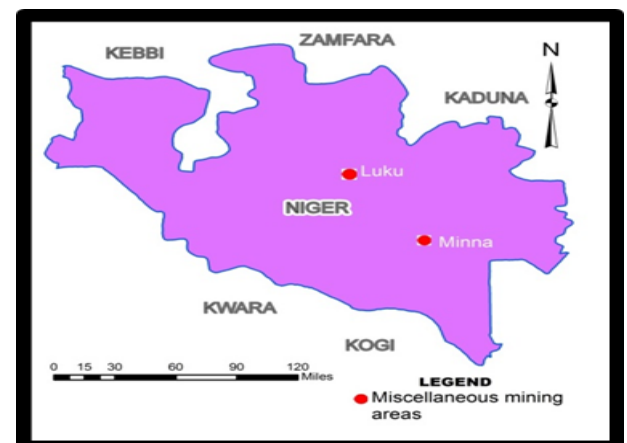 ZAMFARA
KEBBI
N
KADUNA
Luku
NIGER
Minna
KWARA
KOGI
0 15 30 60 90 120
Miles
LEGEND
Miscellaneous mining
areas